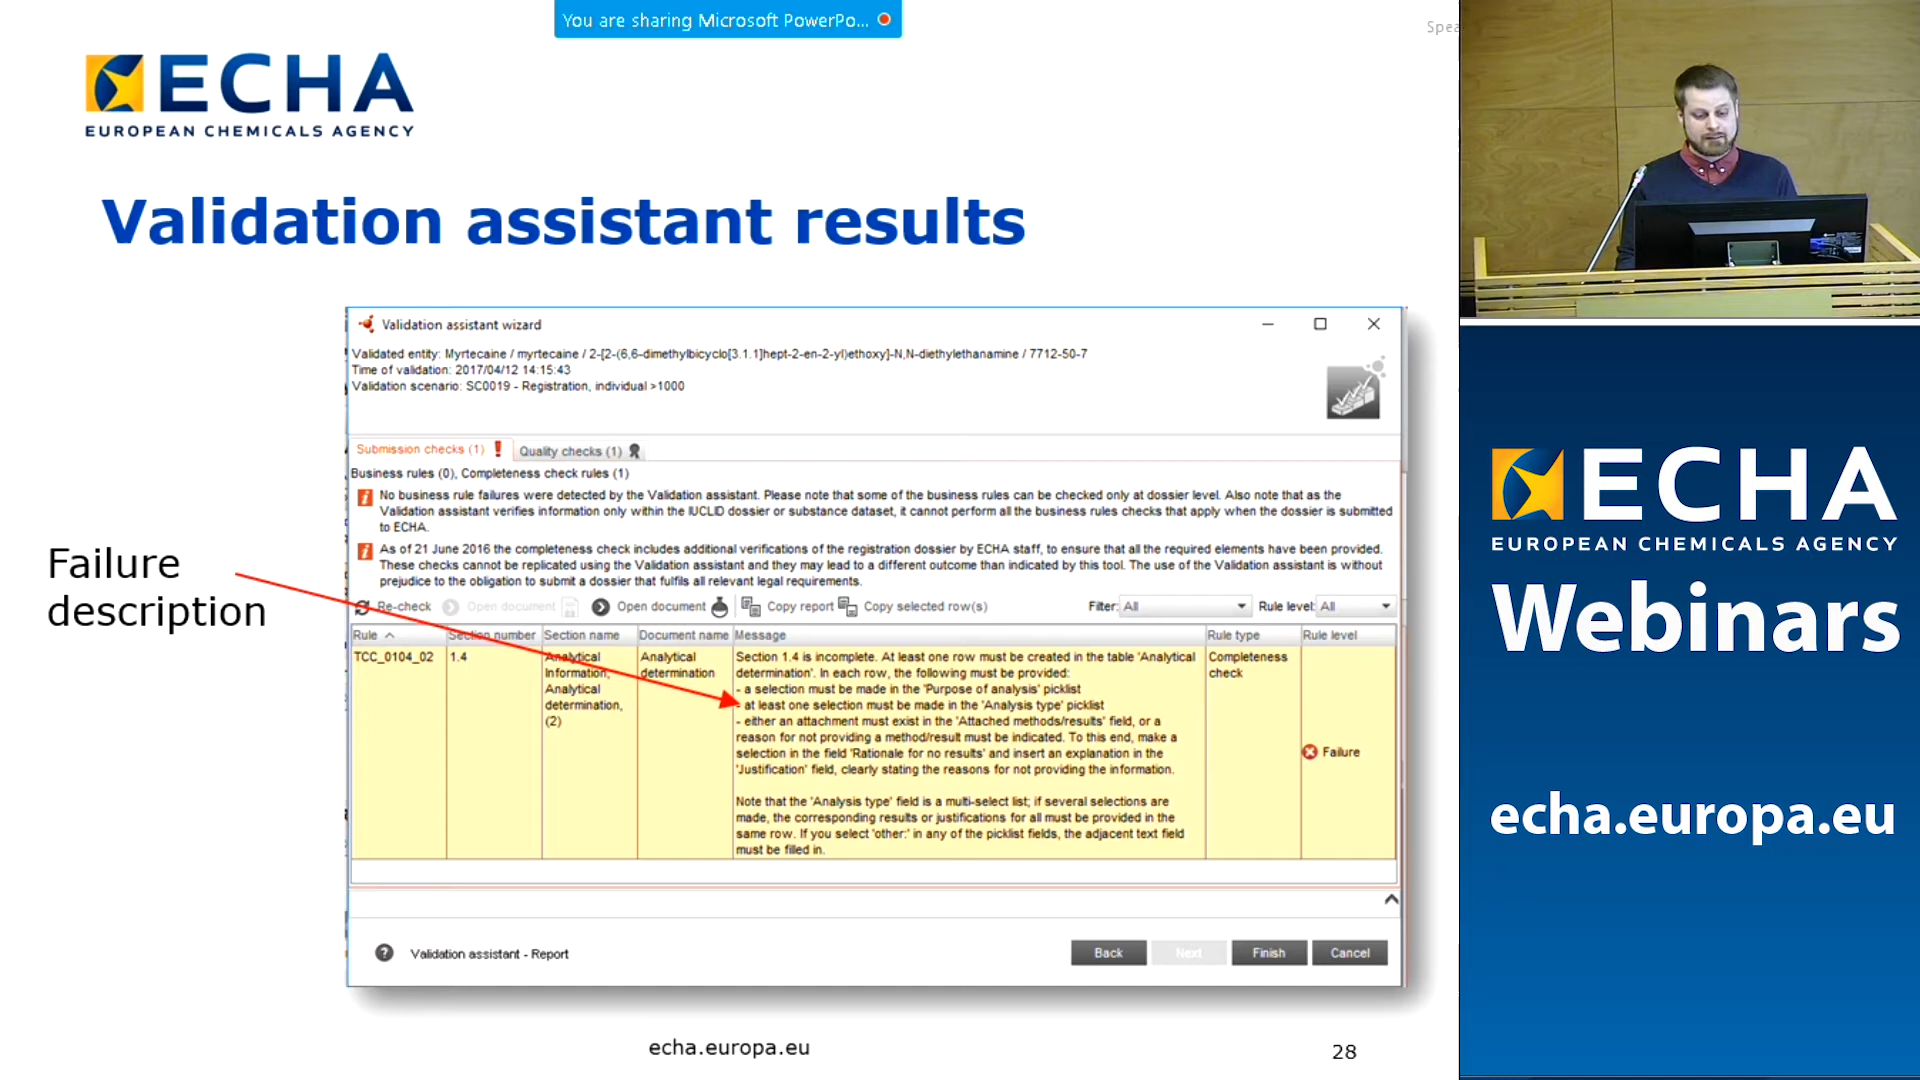 You are sharing Microsoft PowerPo...
Spea
ECHA
EUROPEAN CHEMICALS AGENCY
Validation assistant results
Failure
description
Validation assistant wizard
Validated entity: Myrtecaine / myrtecaine / 2-[2-(6,6-dimethylbicyclo[3.1.1]hept-2-en-2-yl)ethoxy]-N,N-diethylethanamine / 7712-50-7
Time of validation: 2017/04/12 14:15:43
Validation scenario: SC0019 - Registration, individual >1000
Submission checks (1) Quality checks (1)
Business rules (0), Completeness check rules (1)
No business rule failures were detected by the Validation assistant. Please note that some of the business rules can be checked only at dossier level. Also note that as the
Validation assistant verifies information only within the IUCLID dossier or substance dataset, it cannot perform all the business rules checks that apply when the dossier is submitted
to ECHA.
As of 21 June 2016 the completeness check includes additional verifications of the registration dossier by ECHA staff, to ensure that all the required elements have been provided.
These checks cannot be replicated using the Validation assistant and they may lead to a different outcome than indicated by this tool. The use of the Validation assistant is without
prejudice to the obligation to submit a dossier that fulfils all relevant legal requirements.
Re-check Open document Open document Copy report Copy selected row(s) Filter: All Rule level: All
Rule Section number Section name Document name Message Rule type Rule level
TCC_0104_02
1.4
Analytical
Information,
Analytical
determination,
(2)
Analytical
determination
Section 1.4 is incomplete. At least one row must be created in the table 'Analytical
determination'. In each row, the following must be provided:
- a selection must be made in the 'Purpose of analysis' picklist
- at least one selection must be made in the 'Analysis type' picklist
- either an attachment must exist in the 'Attached methods/results' field, or a
reason for not providing a method/result must be indicated. To this end, make a
selection in the field 'Rationale for no results' and insert an explanation in the
'Justification' field, clearly stating the reasons for not providing the information.
Note that the 'Analysis type' field is a multi-select list; if several selections are
made, the corresponding results or justifications for all must be provided in the
same row. If you select 'other:' in any of the picklist fields, the adjacent text field
must be filled in.
Completeness
check
Failure
Validation assistant - Report
Back Next Finish Cancel
echa.europa.eu
28
ECHA
EUROPEAN CHEMICALS AGENCY
Webinars
echa.europa.eu